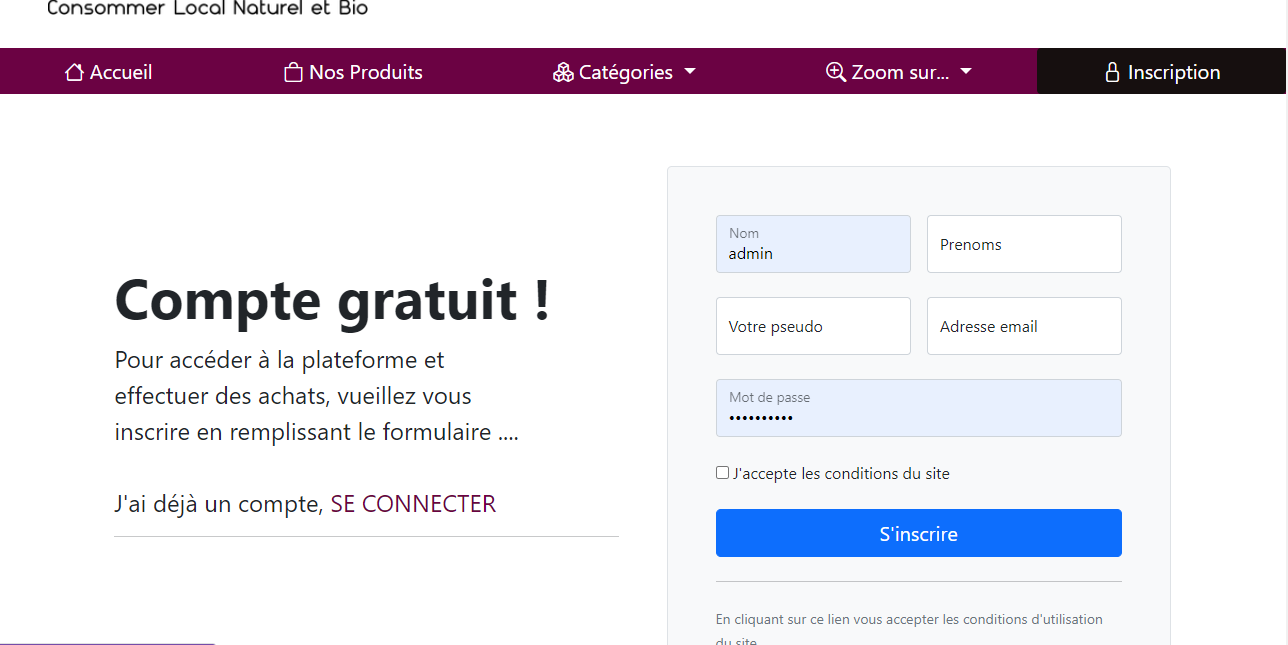 Consommer Local Naturel et Bio
Accueil
Nos Produits
Catégories
Zoom sur...
Inscription
Compte gratuit !
Pour accéder à la plateforme et
effectuer des achats, vueillez vous
inscrire en remplissant le formulaire ....
J'ai déjà un compte, SE CONNECTER
Nom
admin
Prenoms
Votre pseudo
Adresse email
Mot de passe
••••••••••
J'accepte les conditions du site
S'inscrire
En cliquant sur ce lien vous accepter les conditions d'utilisation
du site